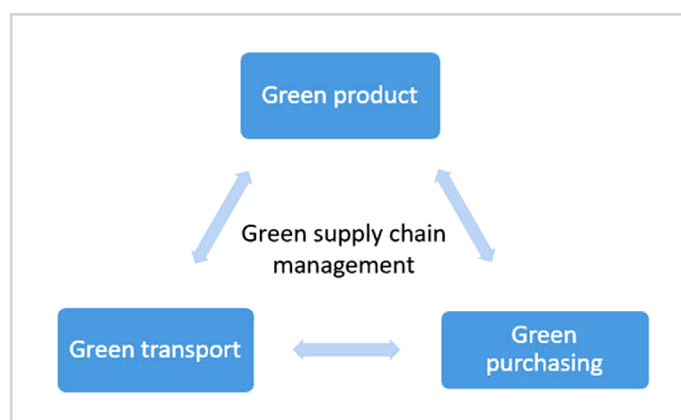 Green product
Green supply chain
management
Green transport
Green
purchasing